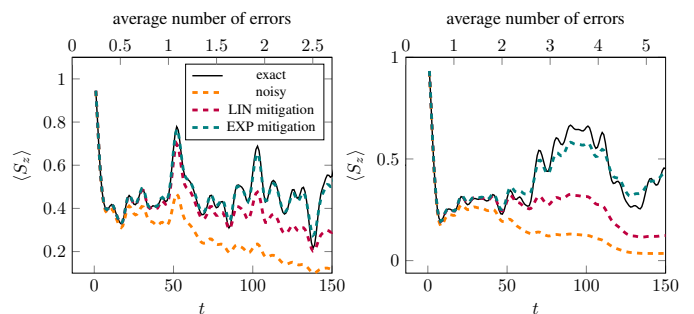 average number of errors
0 0.5 1 1.5 2 2.5
1
0.8
0.6
0.4
0.2
⟨S_z⟩
exact
noisy
LIN mitigation
EXP mitigation
0 50 100 150
t
average number of errors
0 1 2 3 4 5
1
0.5
0
⟨S_z⟩
0 50 100 150
t